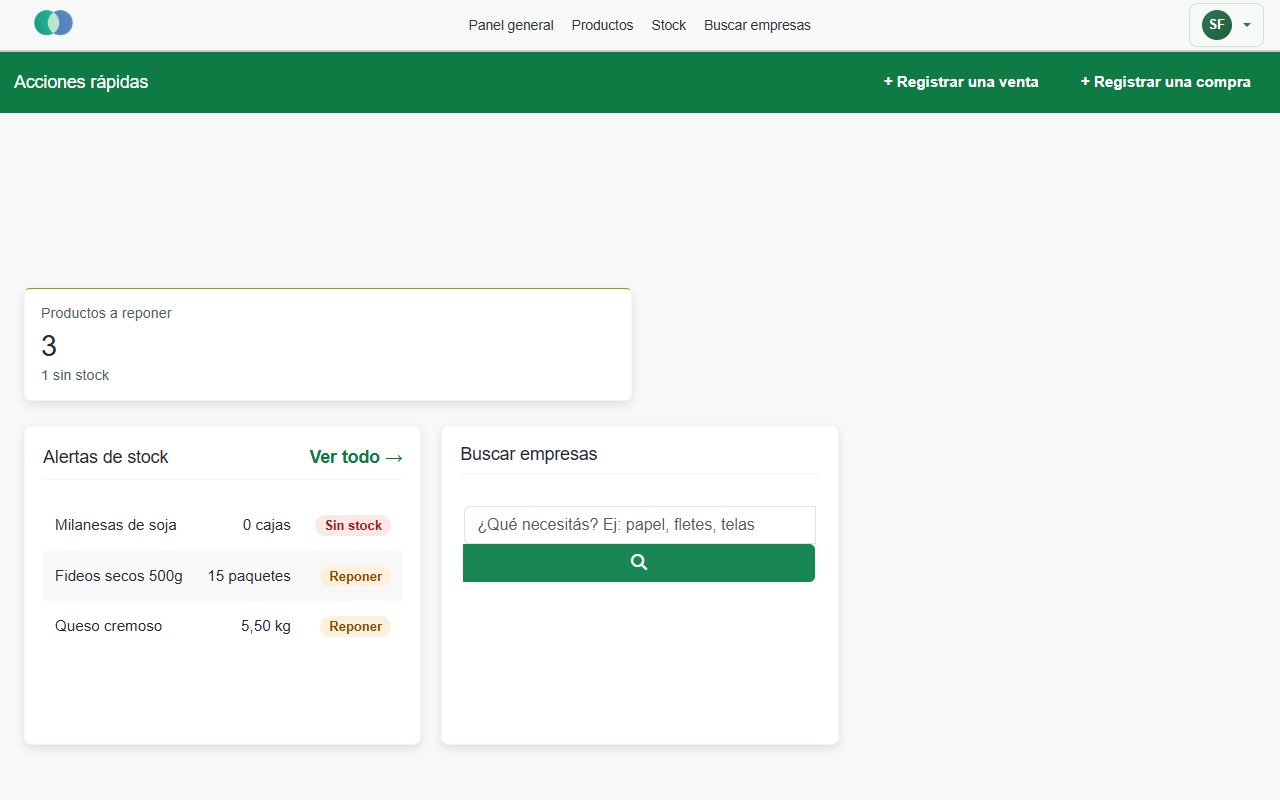 Panel general Productos Stock Buscar empresas SF
Acciones rápidas + Registrar una venta + Registrar una compra
Productos a reponer
3
1 sin stock
Alertas de stock Ver todo →
Milanesas de soja 0 cajas Sin stock
Fideos secos 500g 15 paquetes Reponer
Queso cremoso 5,50 kg Reponer
Buscar empresas
¿Qué necesitás? Ej: papel, fletes, telas